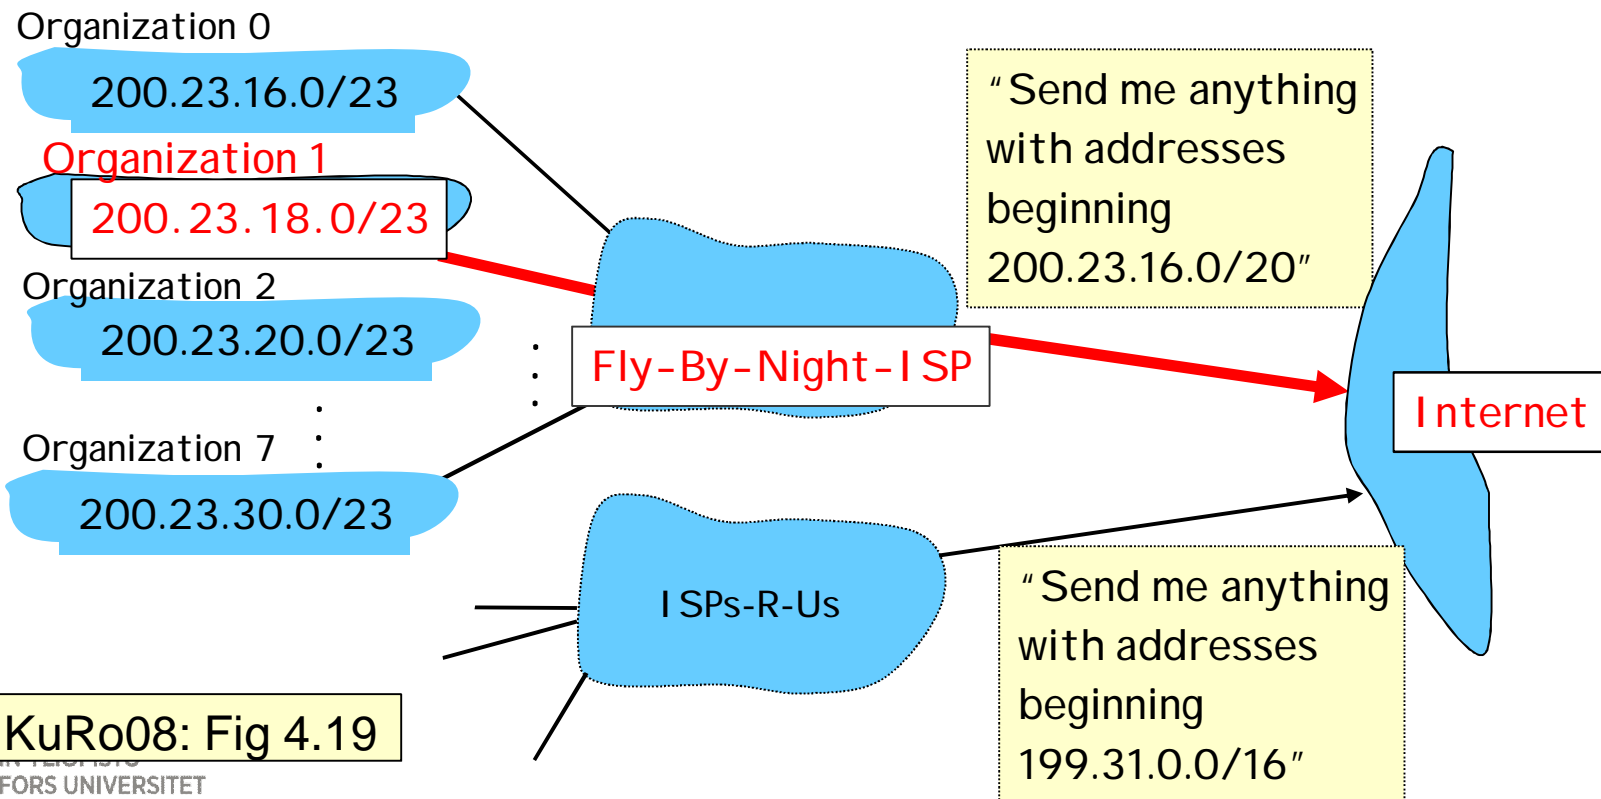 Organization 0
200.23.16.0/23
Organization 1
200.23.18.0/23
Organization 2
200.23.20.0/23
Organization 7
200.23.30.0/23
Fly-By-Night-ISP
"Send me anything
with addresses
beginning
200.23.16.0/20"
Internet
ISPs-R-Us
"Send me anything
with addresses
beginning
199.31.0.0/16"
KuRo08: Fig 4.19
FORS UNIVERSITET